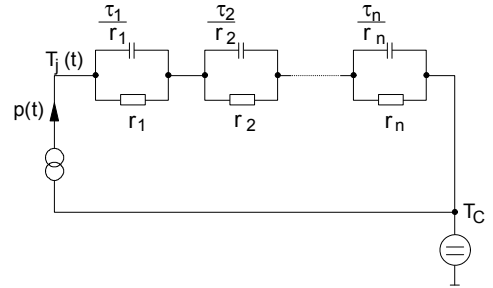 τ1 τ2 τn
r1 r2 rn
Tj (t)
r1 r2 rn
p(t)
TC